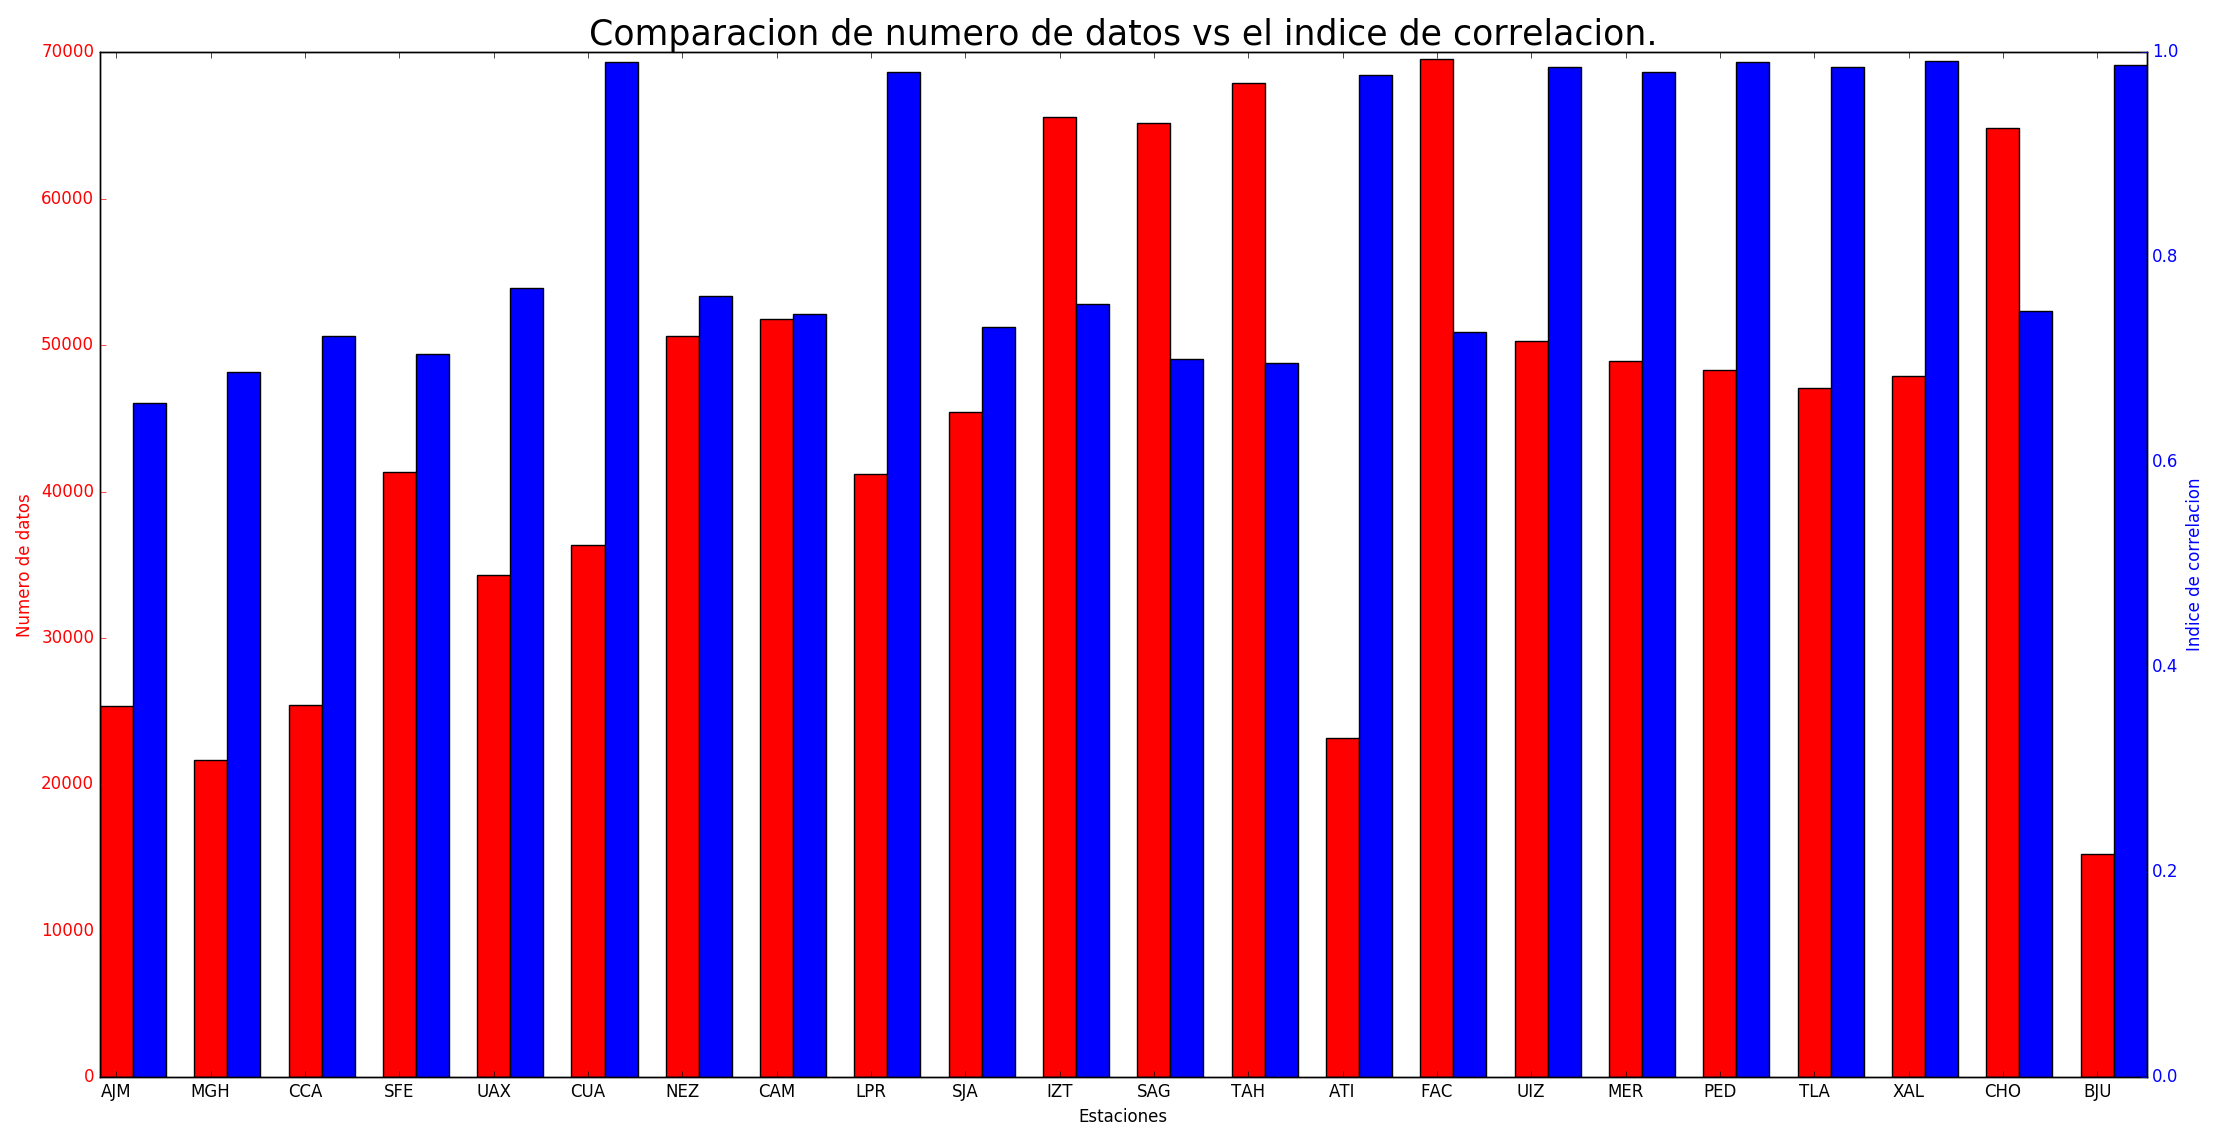 Comparacion de numero de datos vs el indice de correlacion.
70000
60000
50000
40000
30000
20000
10000
0
Numero de datos
1.0
0.8
0.6
0.4
0.2
0.0
Indice de correlacion
AJM MGH CCA SFE UAX CUA NEZ CAM LPR SJA IZT SAG TAH ATI FAC UIZ MER PED TLA XAL CHO BJU
Estaciones